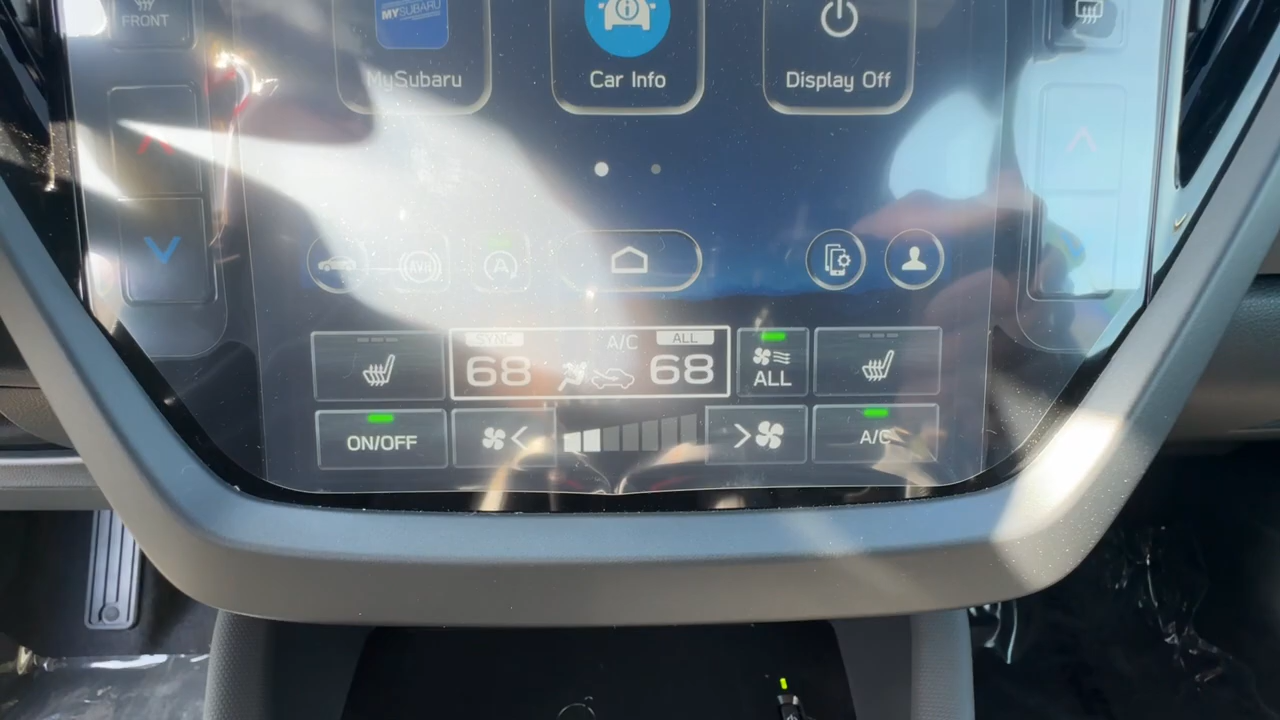 FRONT
MYSUBARU
MySubaru
Car Info
Display Off
AVH
A
SYNC
A/C
ALL
68
68
ALL
ON/OFF
A/C